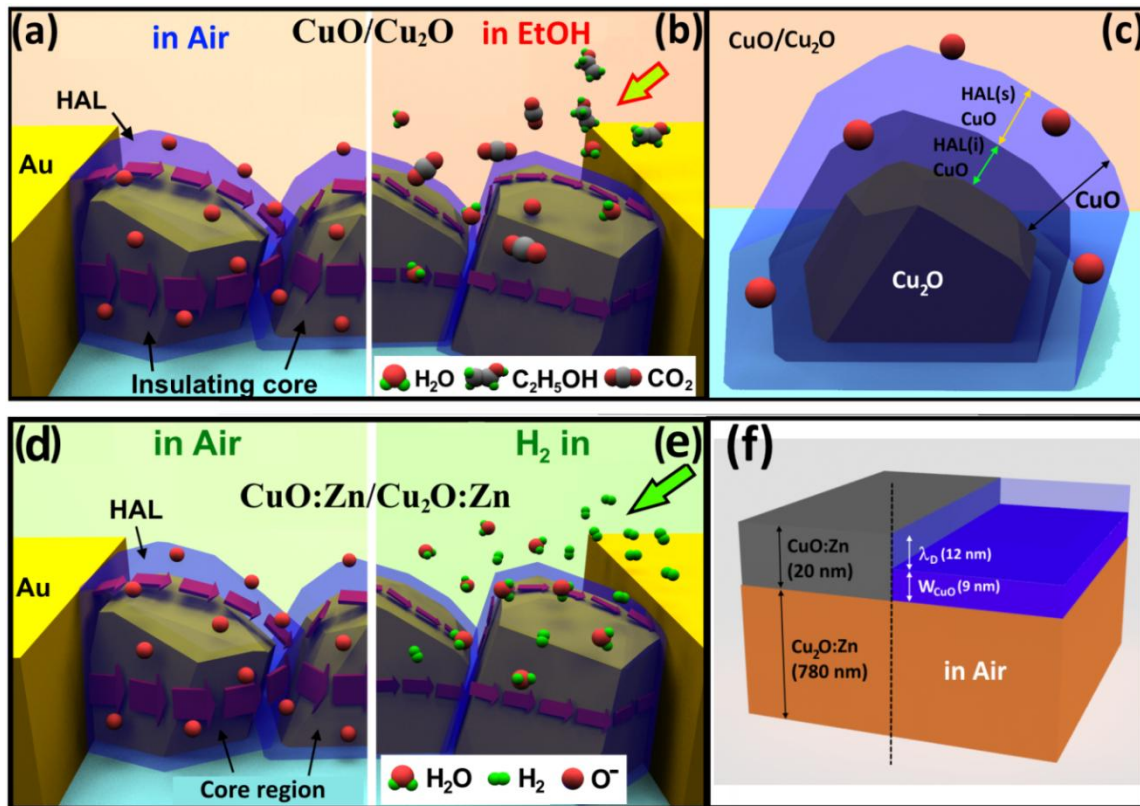 (a)
in Air
CuO/Cu₂O
in EtOH
(b)
HAL
Au
Insulating core
H₂O
C₂H₅OH
CO₂
(c)
CuO/Cu₂O
HAL(s)
CuO
HAL(i)
CuO
CuO
Cu₂O
(d)
in Air
H₂ in
(e)
CuO:Zn/Cu₂O:Zn
HAL
Au
Core region
H₂O
H₂
O⁻
(f)
CuO:Zn
(20 nm)
λD (12 nm)
WCuO (9 nm)
Cu₂O:Zn
(780 nm)
in Air